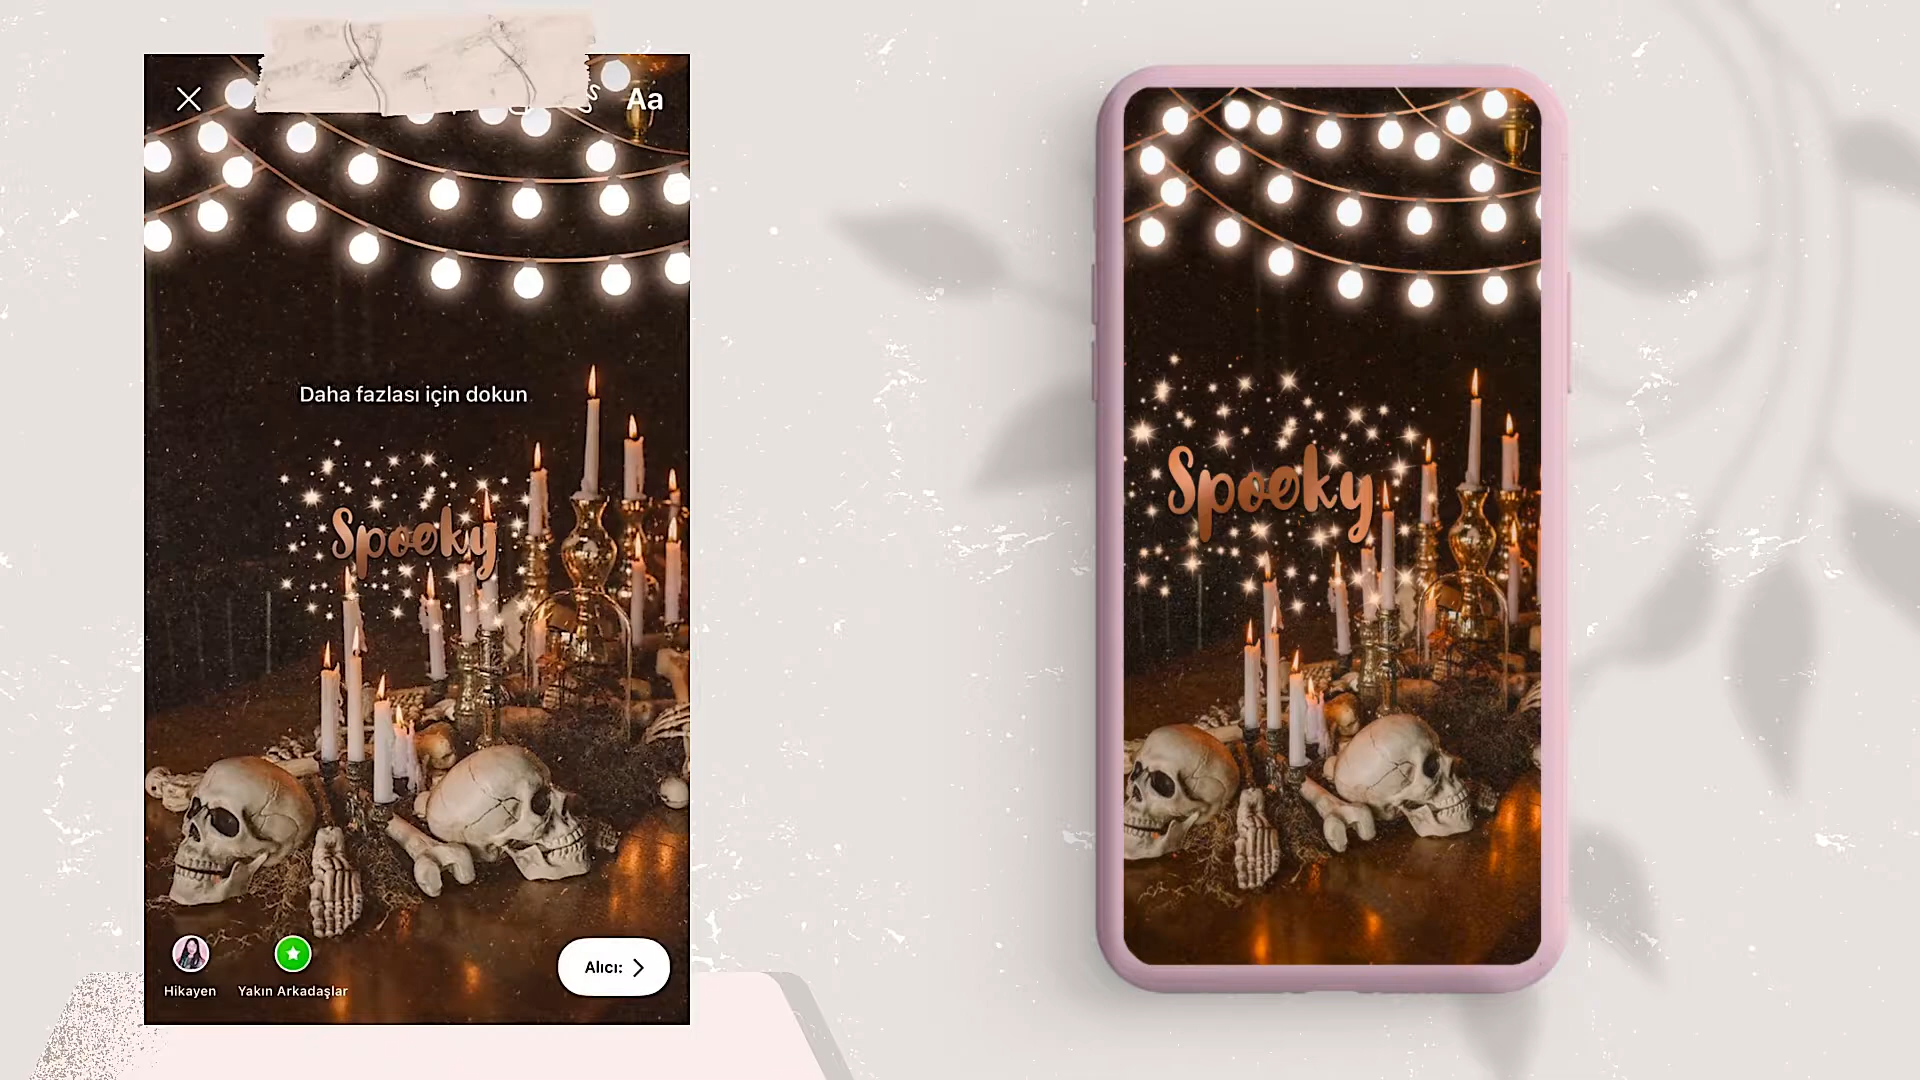 Aa
Daha fazlası için dokun
Spooky
Hikayen
Yakın Arkadaşlar
Alıcı:
Spooky